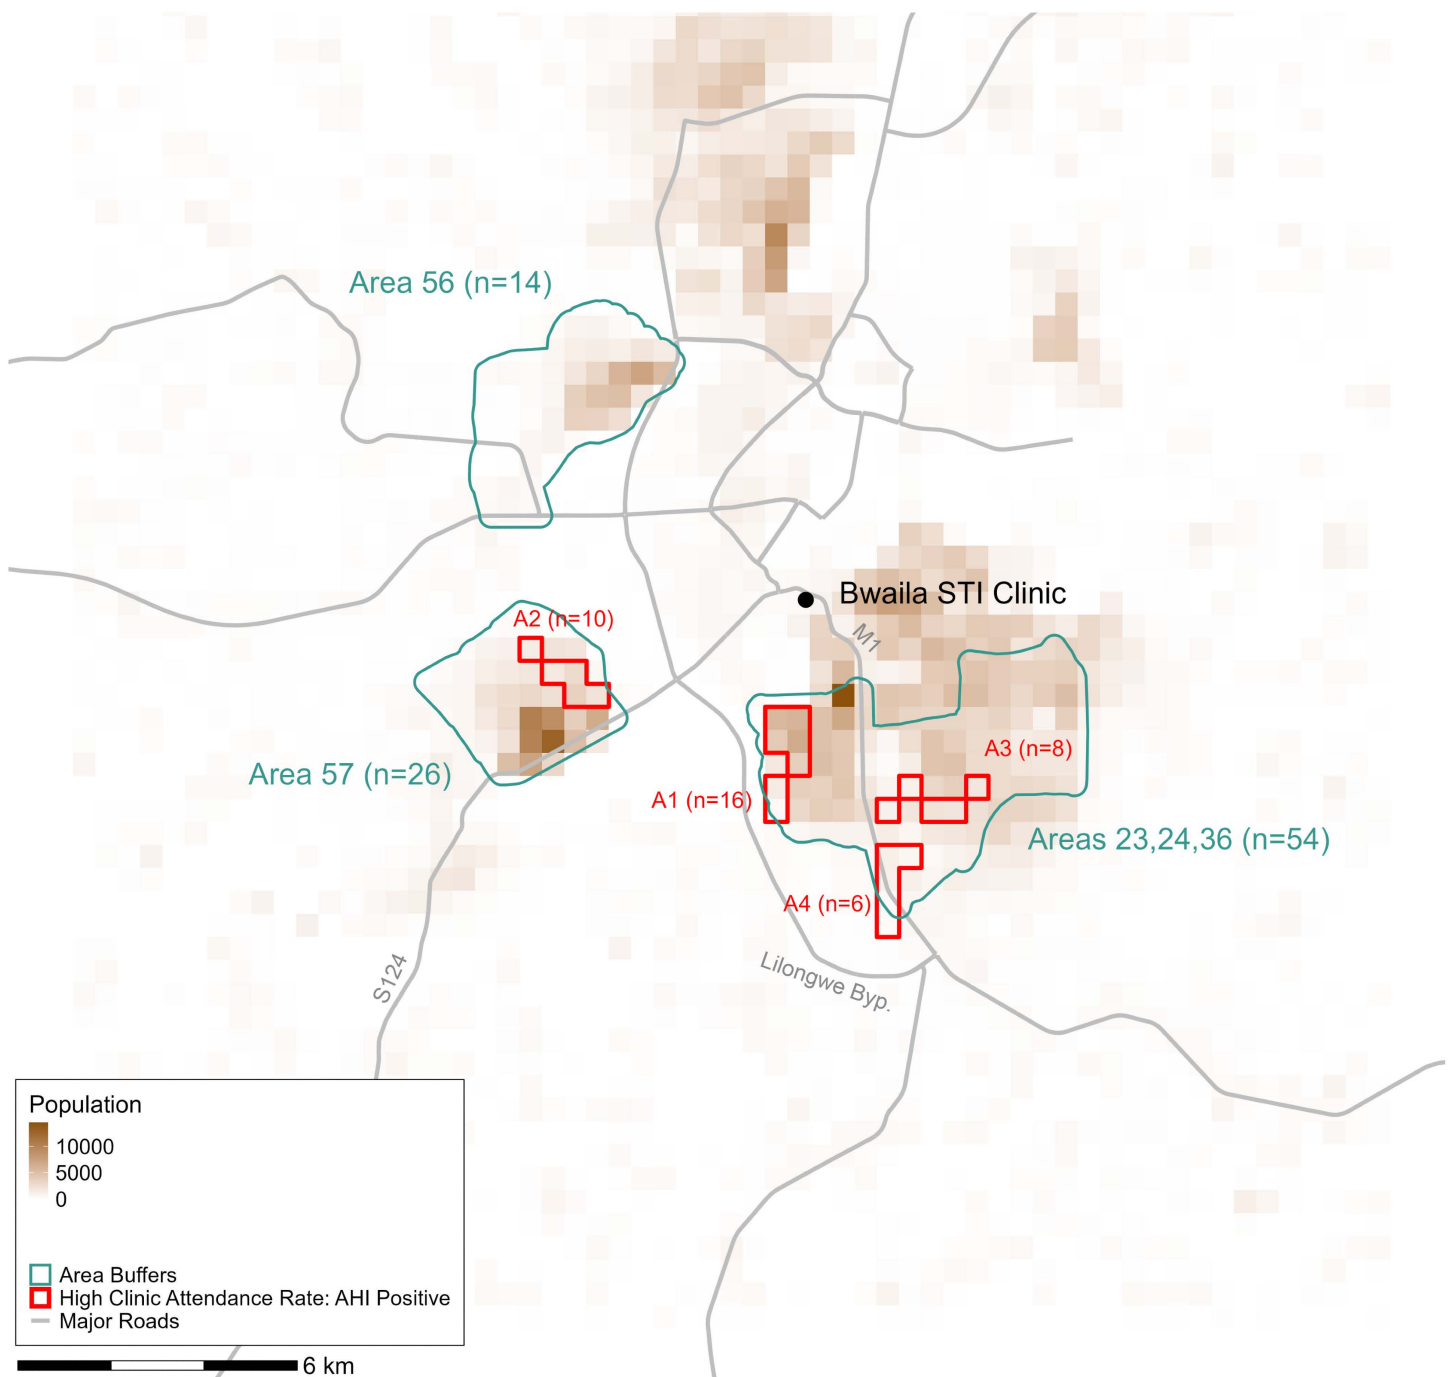 Area 56 (n=14)
Bwaila STI Clinic
A2 (n=10)
M1
A3 (n=8)
Area 57 (n=26)
A1 (n=16)
Areas 23,24,36 (n=54)
A4 (n=6)
S124
Lilongwe Byp.
Population
10000
5000
0
Area Buffers
High Clinic Attendance Rate: AHI Positive
Major Roads
6 km